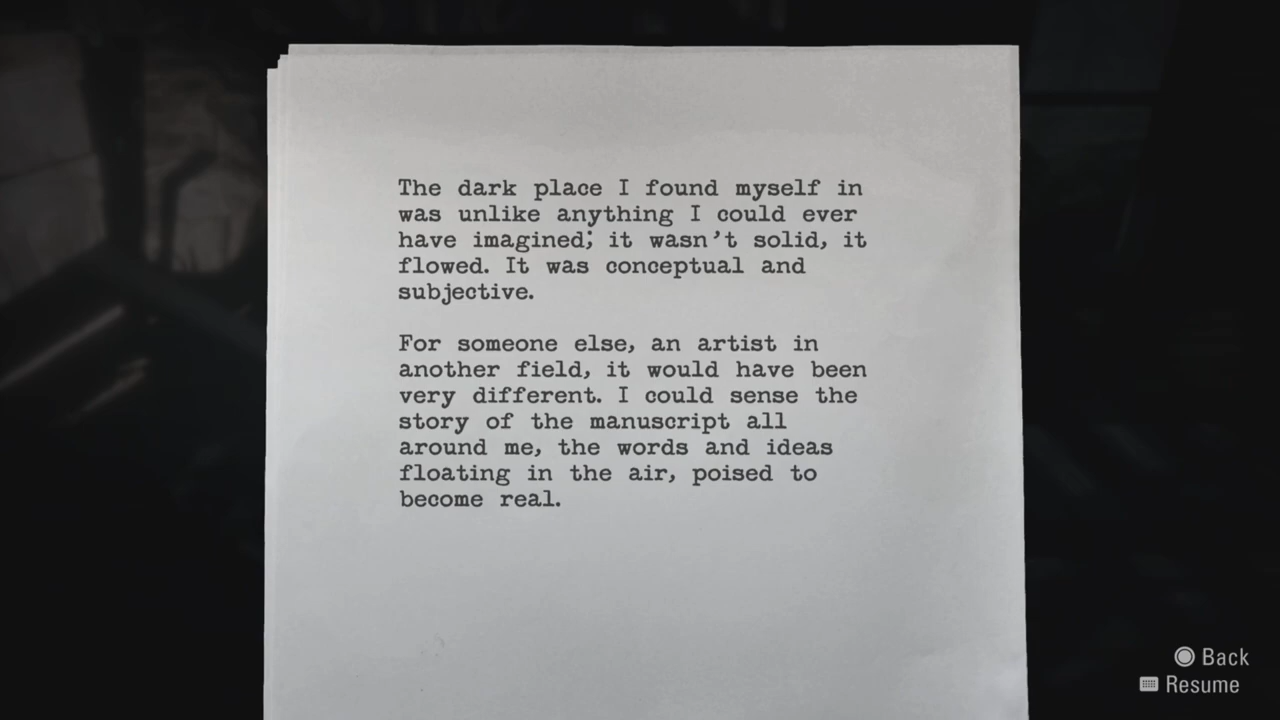 The dark place I found myself in
was unlike anything I could ever
have imagined; it wasn't solid, it
flowed. It was conceptual and
subjective.
For someone else, an artist in
another field, it would have been
very different. I could sense the
story of the manuscript all
around me, the words and ideas
floating in the air, poised to
become real.
Back
Resume